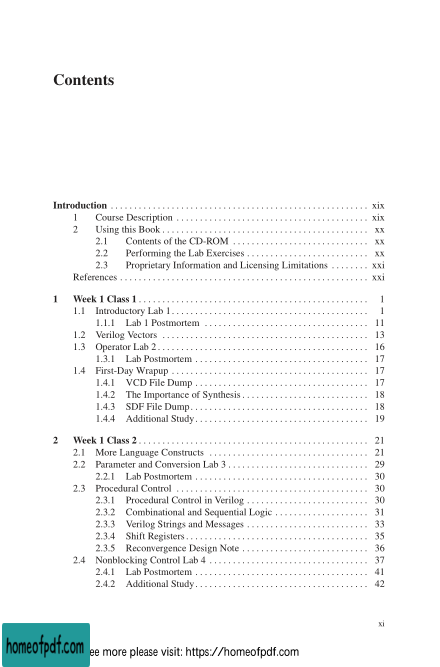 Contents
Introduction . . . . . . . . . . . . . . . . . . . . . . . . . . . . . . . . . . . . . . . . xix
1 Course Description . . . . . . . . . . . . . . . . . . . . . . . . . . . . . . xix
2 Using this Book . . . . . . . . . . . . . . . . . . . . . . . . . . . . . . xx
2.1 Contents of the CD-ROM . . . . . . . . . . . . . . . . . . . . xx
2.2 Performing the Lab Exercises . . . . . . . . . . . . . . . . . . . . xx
2.3 Proprietary Information and Licensing Limitations . . . . . . . . xxi
References . . . . . . . . . . . . . . . . . . . . . . . . . . . . . . . . . . . . xxi
1 Week 1 Class 1 . . . . . . . . . . . . . . . . . . . . . . . . . . . . . . 1
1.1 Introductory Lab 1 . . . . . . . . . . . . . . . . . . . . . . . . . . 1
1.1.1 Lab 1 Postmortem . . . . . . . . . . . . . . . . . . . . 11
1.2 Verilog Vectors . . . . . . . . . . . . . . . . . . . . . . . . . . 13
1.3 Operator Lab 2 . . . . . . . . . . . . . . . . . . . . . . . . . . 16
1.3.1 Lab Postmortem . . . . . . . . . . . . . . . . . . . . 17
1.4 First-Day Wrapup . . . . . . . . . . . . . . . . . . . . . . . . . . 17
1.4.1 VCD File Dump . . . . . . . . . . . . . . . . . . . . 17
1.4.2 The Importance of Synthesis . . . . . . . . . . . . . . . . . . . . 18
1.4.3 SDF File Dump . . . . . . . . . . . . . . . . . . . . 18
1.4.4 Additional Study . . . . . . . . . . . . . . . . . . . . 19
2 Week 1 Class 2 . . . . . . . . . . . . . . . . . . . . . . . . . . . . . . 21
2.1 More Language Constructs . . . . . . . . . . . . . . . . . . . . 21
2.2 Parameter and Conversion Lab 3 . . . . . . . . . . . . . . . . . . . . 29
2.2.1 Lab Postmortem . . . . . . . . . . . . . . . . . . . . 30
2.3 Procedural Control . . . . . . . . . . . . . . . . . . . . . . . . . . 30
2.3.1 Procedural Control in Verilog . . . . . . . . . . . . . . . . . . . . 30
2.3.2 Combinational and Sequential Logic . . . . . . . . . . . . . . . . 31
2.3.3 Verilog Strings and Messages . . . . . . . . . . . . . . . . . . . . 33
2.3.4 Shift Registers . . . . . . . . . . . . . . . . . . . . . . . . . . 35
2.3.5 Reconvergence Design Note . . . . . . . . . . . . . . . . . . . . 36
2.4 Nonblocking Control Lab 4 . . . . . . . . . . . . . . . . . . . . 37
2.4.1 Lab Postmortem . . . . . . . . . . . . . . . . . . . . 41
2.4.2 Additional Study . . . . . . . . . . . . . . . . . . . . 42
xi
homeofpdf.com
ee more please visit: https://homeofpdf.com